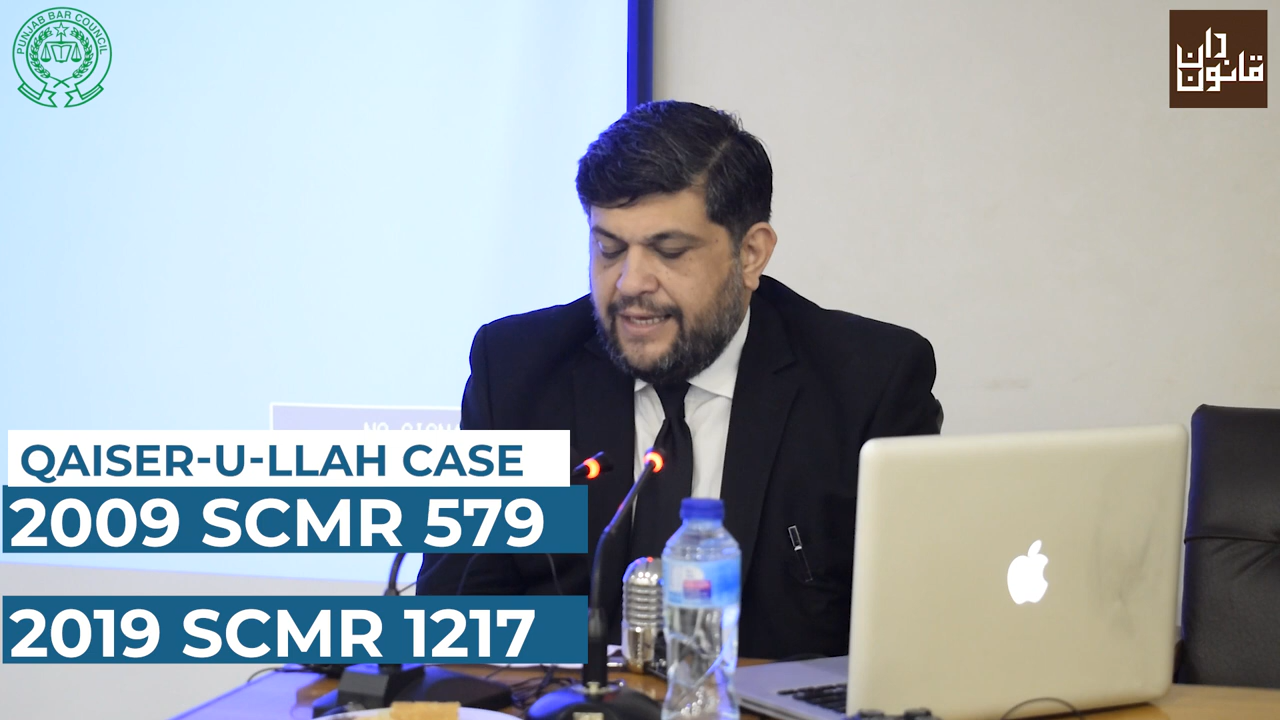 PUNJAB BAR COUNCIL
قانون دان
QAISER-U-LLAH CASE
2009 SCMR 579
2019 SCMR 1217